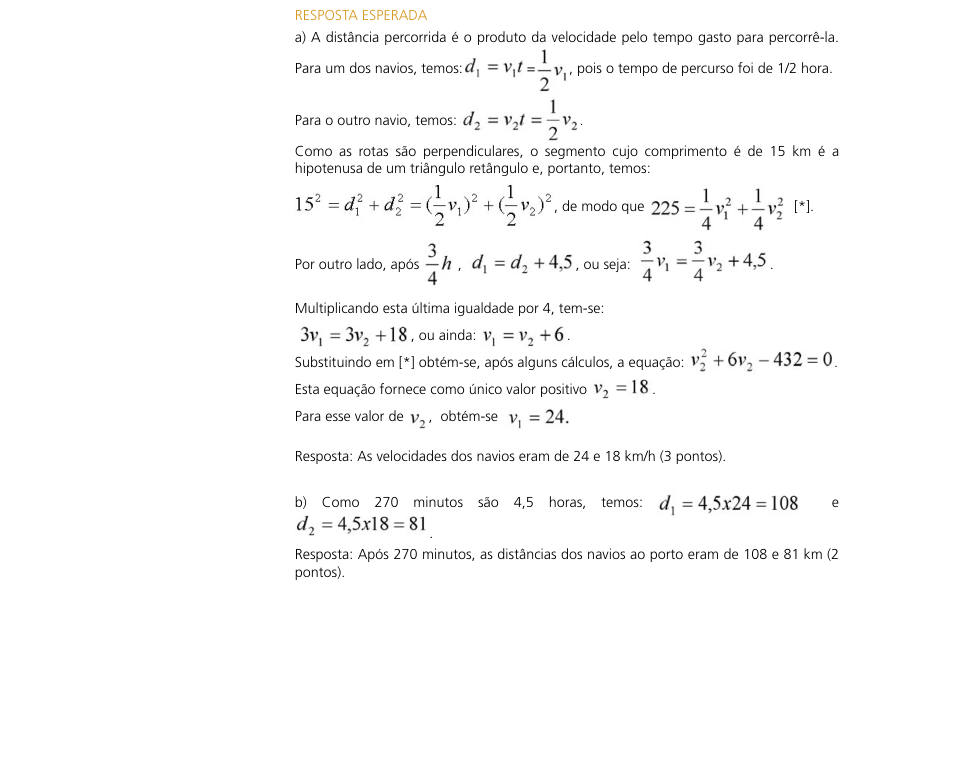 RESPOSTA ESPERADA
a) A distância percorrida é o produto da velocidade pelo tempo gasto para percorrê-la.
Para um dos navios, temos: d₁ = v₁t = 1/2 v₁, pois o tempo de percurso foi de 1/2 hora.
Para o outro navio, temos: d₂ = v₂t = 1/2 v₂.
Como as rotas são perpendiculares, o segmento cujo comprimento é de 15 km é a
hipotenusa de um triângulo retângulo e, portanto, temos:
15² = d₁² + d₂² = (1/2 v₁)² + (1/2 v₂)², de modo que 225 = 1/4 v₁² + 1/4 v₂² [*].
Por outro lado, após 3/4 h, d₁ = d₂ + 4,5, ou seja: 3/4 v₁ = 3/4 v₂ + 4,5.
Multiplicando esta última igualdade por 4, tem-se:
3v₁ = 3v₂ + 18, ou ainda: v₁ = v₂ + 6.
Substituindo em [*] obtém-se, após alguns cálculos, a equação: v₂² + 6v₂ − 432 = 0.
Esta equação fornece como único valor positivo v₂ = 18.
Para esse valor de v₂, obtém-se v₁ = 24.
Resposta: As velocidades dos navios eram de 24 e 18 km/h (3 pontos).
b) Como 270 minutos são 4,5 horas, temos: d₁ = 4,5x24 = 108 e
d₂ = 4,5x18 = 81.
Resposta: Após 270 minutos, as distâncias dos navios ao porto eram de 108 e 81 km (2
pontos).